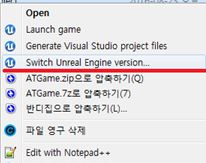 Open
Launch game
Generate Visual Studio project files
Switch Unreal Engine version...
ATGame.zip으로 압축하기(Q)
ATGame.7z로 압축하기(T)
반디집으로 압축하기(L)...
파일 영구 삭제
Edit with Notepad++